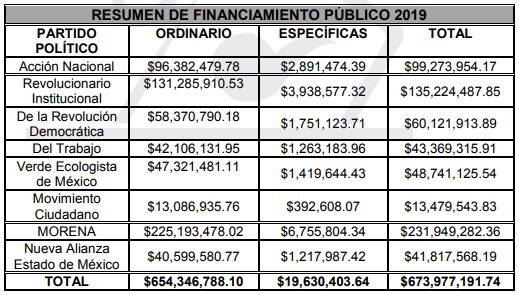 RESUMEN DE FINANCIAMIENTO PÚBLICO 2019
PARTIDO POLÍTICO ORDINARIO ESPECÍFICAS TOTAL
Acción Nacional $96,382,479.78 $2,891,474.39 $99,273,954.17
Revolucionario Institucional $131,285,910.53 $3,938,577.32 $135,224,487.85
De la Revolución Democrática $58,370,790.18 $1,751,123.71 $60,121,913.89
Del Trabajo $42,106,131.95 $1,263,183.96 $43,369,315.91
Verde Ecologista de México $47,321,481.11 $1,419,644.43 $48,741,125.54
Movimiento Ciudadano $13,086,935.76 $392,608.07 $13,479,543.83
MORENA $225,193,478.02 $6,755,804.34 $231,949,282.36
Nueva Alianza Estado de México $40,599,580.77 $1,217,987.42 $41,817,568.19
TOTAL $654,346,788.10 $19,630,403.64 $673,977,191.74